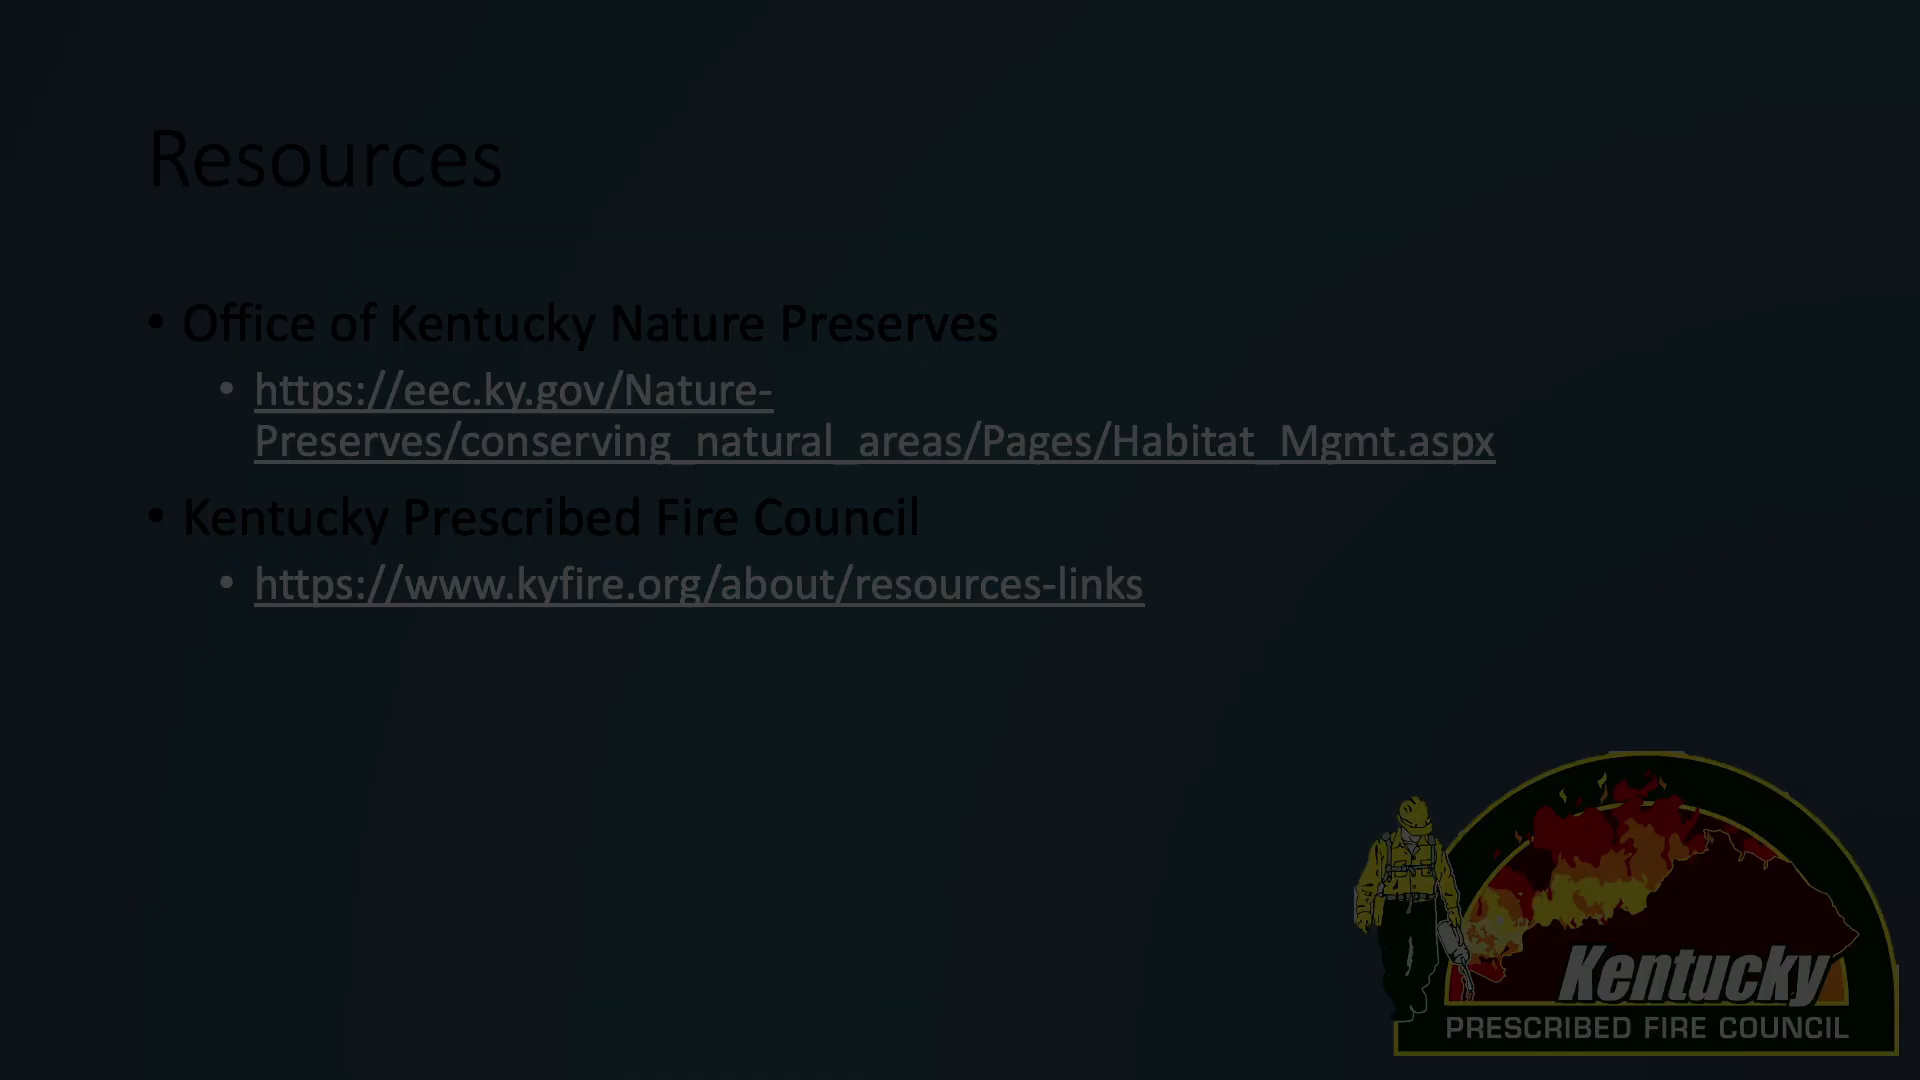 Resources
• Office of Kentucky Nature Preserves
• https://eec.ky.gov/Nature-
Preserves/conserving_natural_areas/Pages/Habitat_Mgmt.aspx
• Kentucky Prescribed Fire Council
• https://www.kyfire.org/about/resources-links
Kentucky
PRESCRIBED FIRE COUNCIL